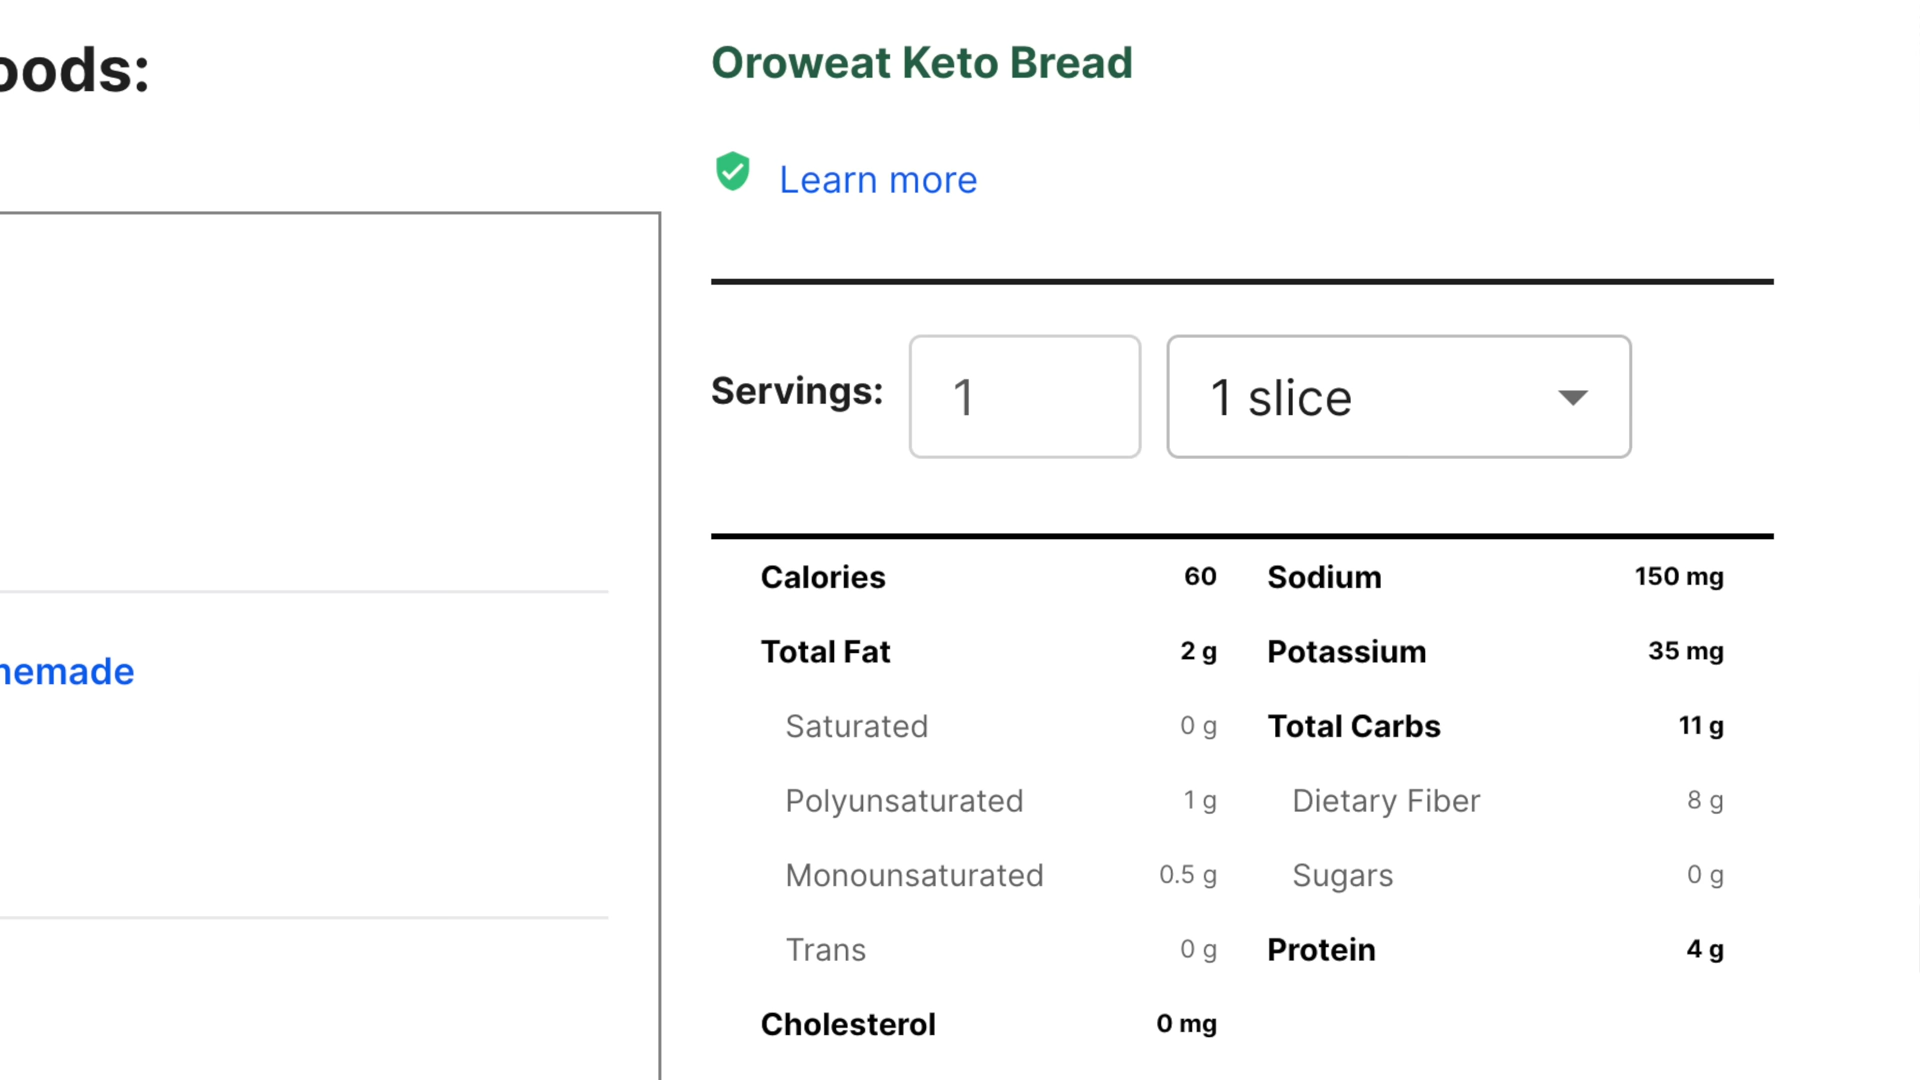 oods:
nemade
Oroweat Keto Bread
Learn more
Servings: 1 1 slice
Calories 60 Sodium 150 mg
Total Fat 2 g Potassium 35 mg
Saturated 0 g Total Carbs 11 g
Polyunsaturated 1 g Dietary Fiber 8 g
Monounsaturated 0.5 g Sugars 0 g
Trans 0 g Protein 4 g
Cholesterol 0 mg